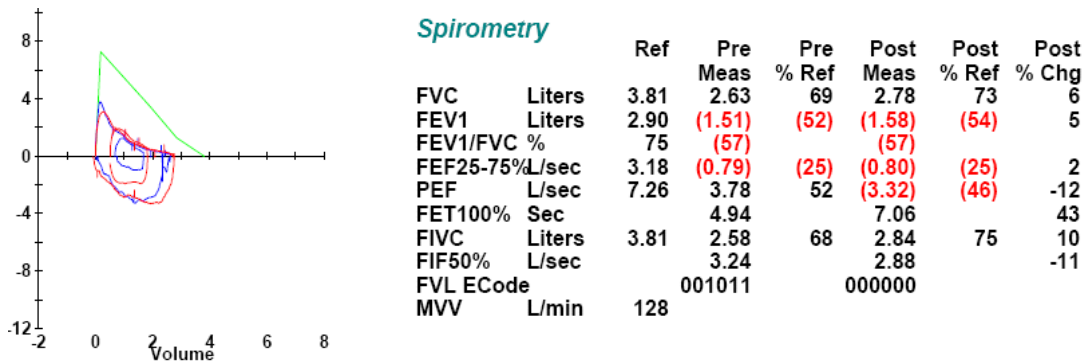 8
4
0
-4
-8
-12
-2 0 2 4 6 8
Volume
Spirometry
Ref Pre Pre Post Post Post
Meas % Ref Meas % Ref % Chg
FVC Liters 3.81 2.63 69 2.78 73 6
FEV1 Liters 2.90 (1.51) (52) (1.58) (54) 5
FEV1/FVC % 75 (57) (57)
FEF25-75% L/sec 3.18 (0.79) (25) (0.80) (25) 2
PEF L/sec 7.26 3.78 52 (3.32) (46) -12
FET100% Sec 4.94 7.06 43
FIVC Liters 3.81 2.58 68 2.84 75 10
FIF50% L/sec 3.24 2.88 -11
FVL ECode 001011 000000
MVV L/min 128